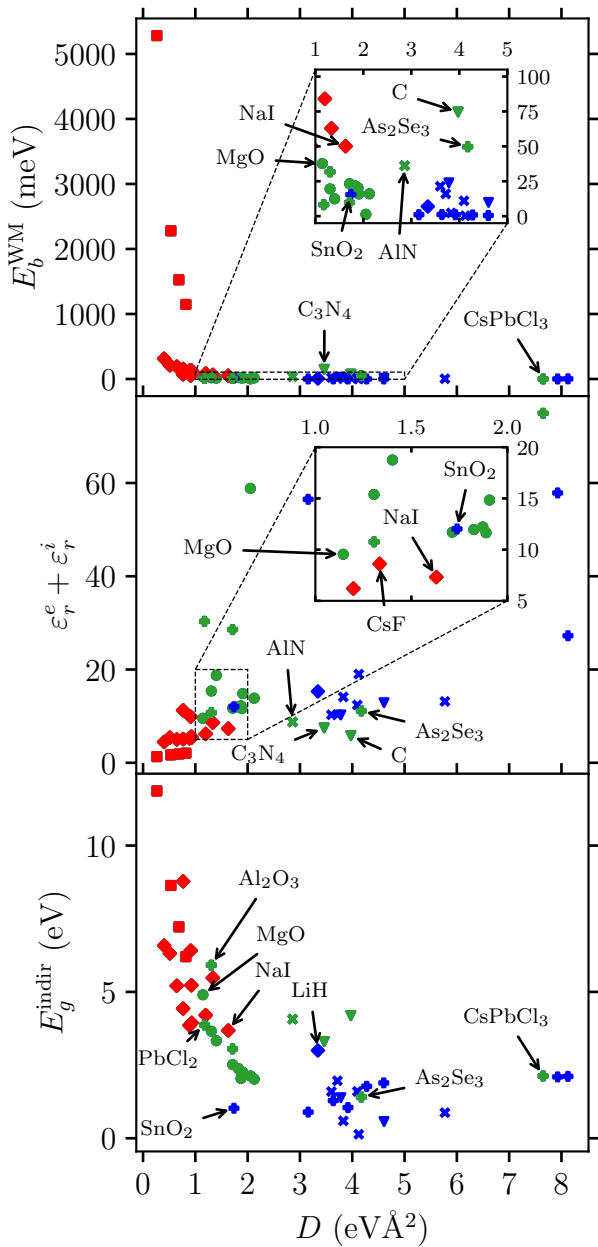 1 2 3 4 5
100
75
50
25
0
C
As₂Se₃
NaI
MgO
SnO₂
AlN
5000
4000
3000
2000
1000
0
E_b^WM (meV)
C₃N₄
CsPbCl₃
1.0 1.5 2.0
20
15
10
5
SnO₂
NaI
MgO
CsF
60
40
20
0
ε_r^e + ε_r^i
AlN
C₃N₄
C
As₂Se₃
10
5
0
E_g^indir (eV)
Al₂O₃
MgO
NaI
LiH
CsPbCl₃
PbCl₂
As₂Se₃
SnO₂
0 1 2 3 4 5 6 7 8
D (eVÅ²)